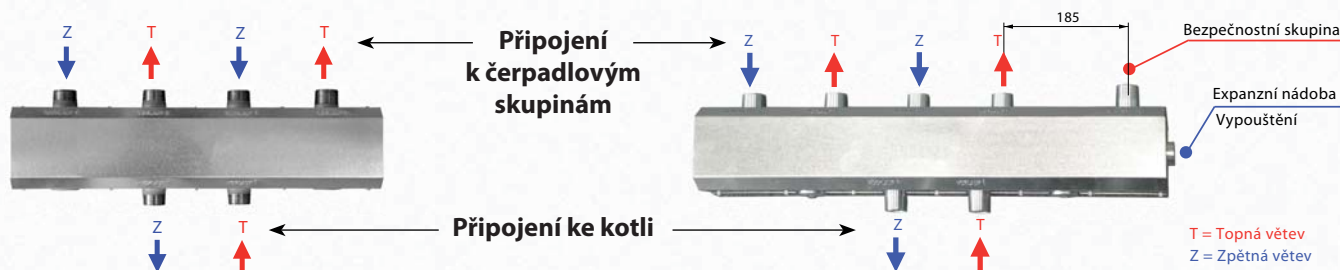 Z T Z T
Připojení
k čerpadlovým
skupinám
Z T Z T
185
Bezpečnostní skupina
Expanzní nádoba
Vypouštění
Z T
Připojení ke kotli
Z T
T = Topná větev
Z = Zpětná větev